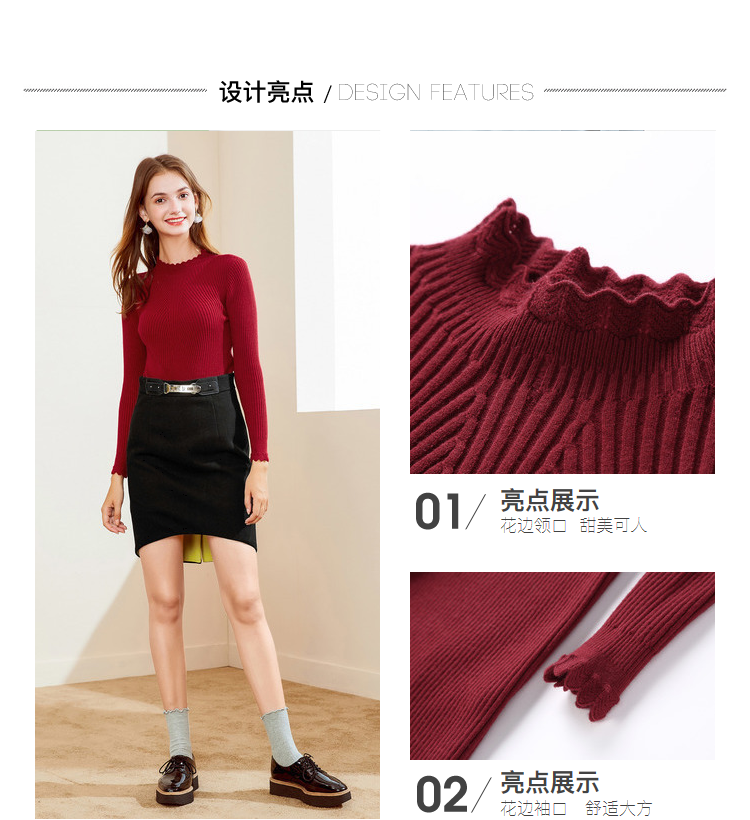 设计亮点 / DESIGN FEATURES
01/ 亮点展示
花边领口 甜美可人
02/ 亮点展示
花边袖口 舒适大方